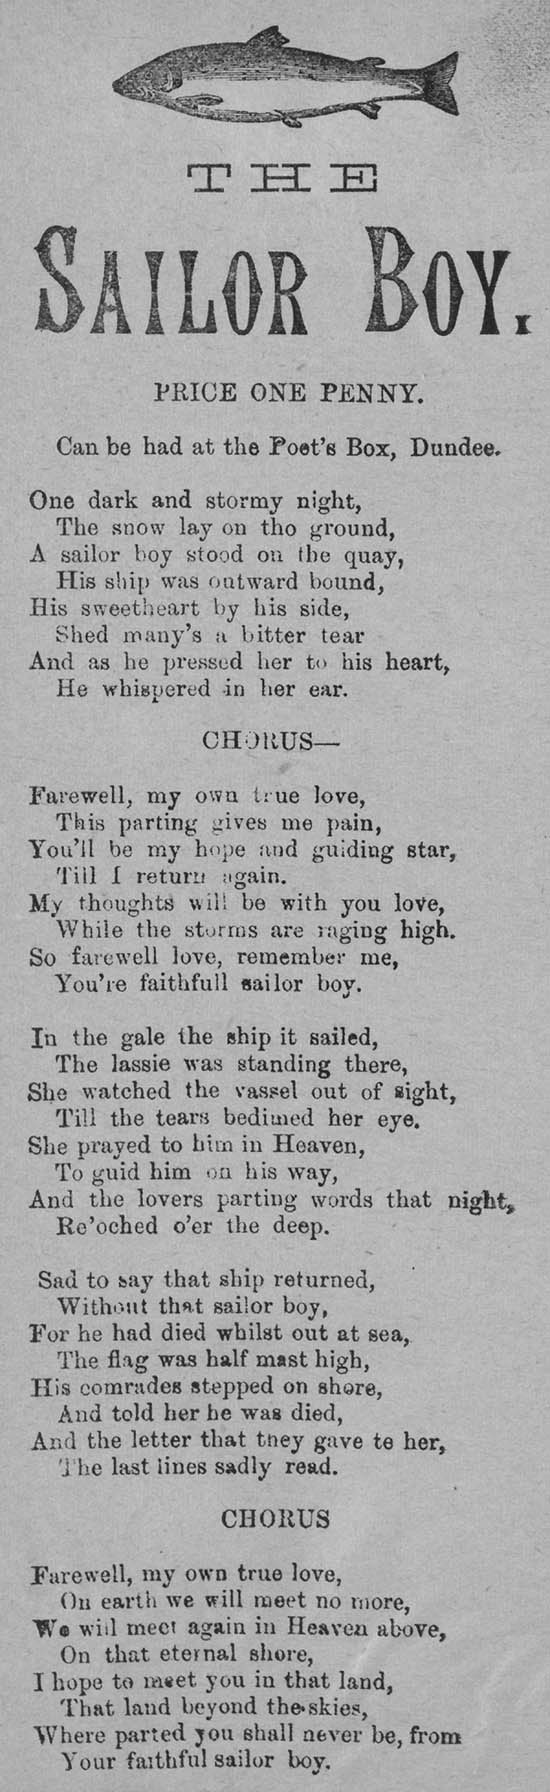 THE
SAILOR BOY.
PRICE ONE PENNY.
Can be had at the Poet's Box, Dundee.
One dark and stormy night,
The snow lay on tho ground,
A sailor boy stood on the quay,
His ship was outward bound,
His sweetheart by his side,
Shed many's a bitter tear
And as he pressed her to his heart,
He whispered in her ear.
CHORUS—
Farewell, my own true love,
This parting gives me pain,
You'll be my hope and guiding star,
Till I return again.
My thoughts will be with you love,
While the storms are raging high.
So farewell love, remember me,
You're faithfull sailor boy.
In the gale the ship it sailed,
The lassie was standing there,
She watched the vassel out of sight,
Till the tears bedimed her eye.
She prayed to him in Heaven,
To guid him on his way,
And the lovers parting words that night,
Re'oched o'er the deep.
Sad to say that ship returned,
Without that sailor boy,
For he had died whilst out at sea,
The flag was half mast high,
His comrades stepped on shore,
And told her he was died,
And the letter that tney gave te her,
The last lines sadly read.
CHORUS
Farewell, my own true love,
On earth we will meet no more,
We will meet again in Heaven above,
On that eternal shore,
I hope to meet you in that land,
That land beyond the skies,
Where parted you shall never be, from
Your faithful sailor boy.